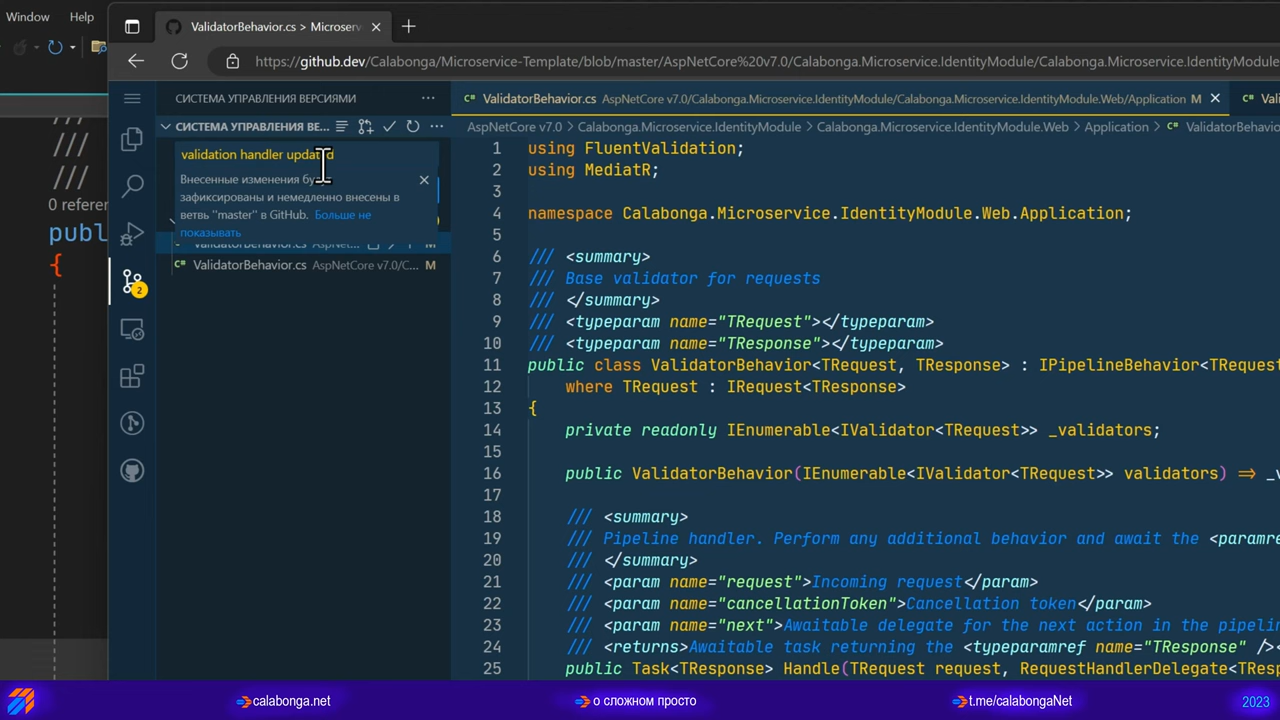 Window Help
ValidatorBehavior.cs > Microserv
https://github.dev/Calabonga/Microservice-Template/blob/master/AspNetCore%20v7.0/Calabonga.Microservice.IdentityModule/Calabonga.Microservice.IdentityModule.
СИСТЕМА УПРАВЛЕНИЯ ВЕРСИЯМИ
СИСТЕМА УПРАВЛЕНИЯ ВЕ...
validation handler updated
Внесенные изменения
зафиксированы и немедленно внесены в
ветвь "master" в GitHub. Больше не
показывать
ValidatorBehavior.cs AspNet... M
ValidatorBehavior.cs AspNetCore v7.0/C... M
2
0 referen
///
///
publ
{
C# ValidatorBehavior.cs AspNetCore v7.0/Calabonga.Microservice.IdentityModule/Calabonga.Microservice.IdentityModule.Web/Application M
C# Vali
AspNetCore v7.0 > Calabonga.Microservice.IdentityModule > Calabonga.Microservice.IdentityModule.Web > Application > ValidatorBehavio
1 using FluentValidation;
2 using MediatR;
3
4 namespace Calabonga.Microservice.IdentityModule.Web.Application;
5
6 /// <summary>
7 /// Base validator for requests
8 /// </summary>
9 /// <typeparam name="TRequest"></typeparam>
10 /// <typeparam name="TResponse"></typeparam>
11 public class ValidatorBehavior<TRequest, TResponse> : IPipelineBehavior<TRequest
12 where TRequest : IRequest<TResponse>
13 {
14 private readonly IEnumerable<IValidator<TRequest>> _validators;
15
16 public ValidatorBehavior(IEnumerable<IValidator<TRequest>> validators) => _v
17
18 /// <summary>
19 /// Pipeline handler. Perform any additional behavior and await the <paramre
20 /// </summary>
21 /// <param name="request">Incoming request</param>
22 /// <param name="cancellationToken">Cancellation token</param>
23 /// <param name="next">Awaitable delegate for the next action in the pipelin
24 /// <returns>Awaitable task returning the <typeparamref name="TResponse" /><
25 public Task<TResponse> Handle(TRequest request, RequestHandlerDelegate<TResp
calabonga.net
о сложном просто
t.me/calabongaNet
2023